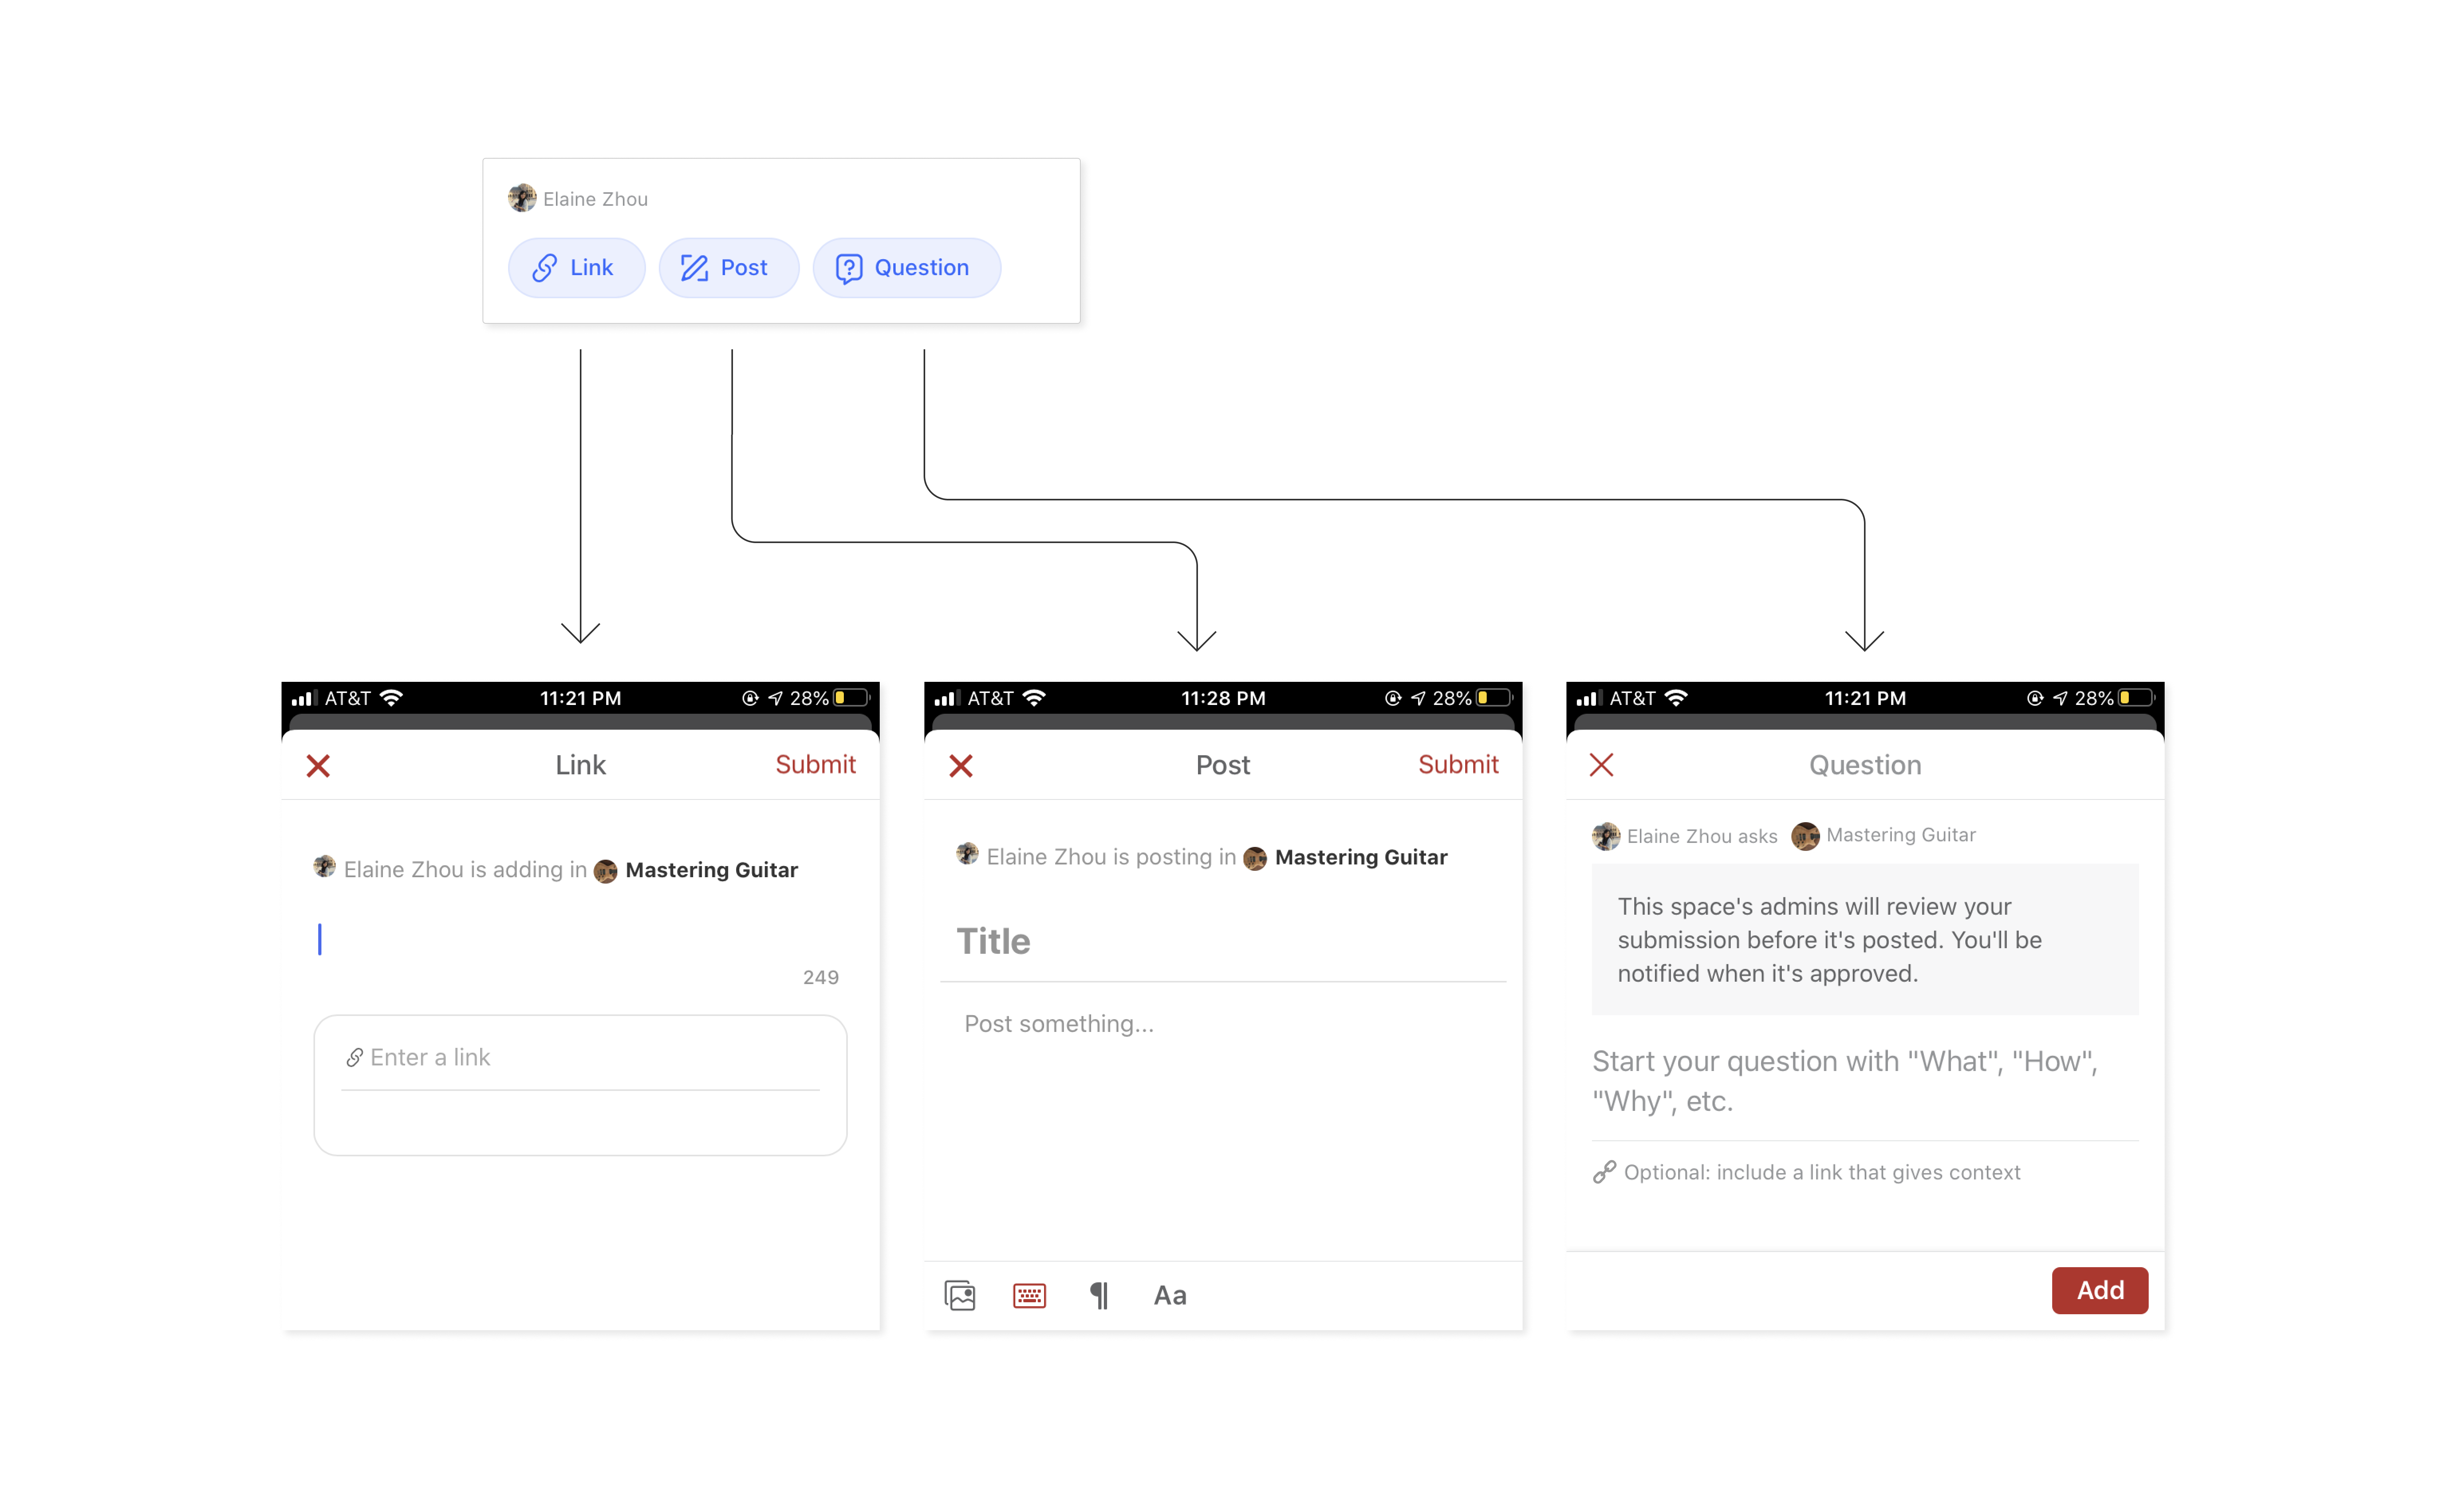 Elaine Zhou
Link Post Question
AT&T 11:21 PM 28%
Link Submit
Elaine Zhou is adding in Mastering Guitar
249
Enter a link
AT&T 11:28 PM 28%
Post Submit
Elaine Zhou is posting in Mastering Guitar
Title
Post something...
Aa
AT&T 11:21 PM 28%
Question
Elaine Zhou asks Mastering Guitar
This space's admins will review your
submission before it's posted. You'll be
notified when it's approved.
Start your question with "What", "How",
"Why", etc.
Optional: include a link that gives context
Add